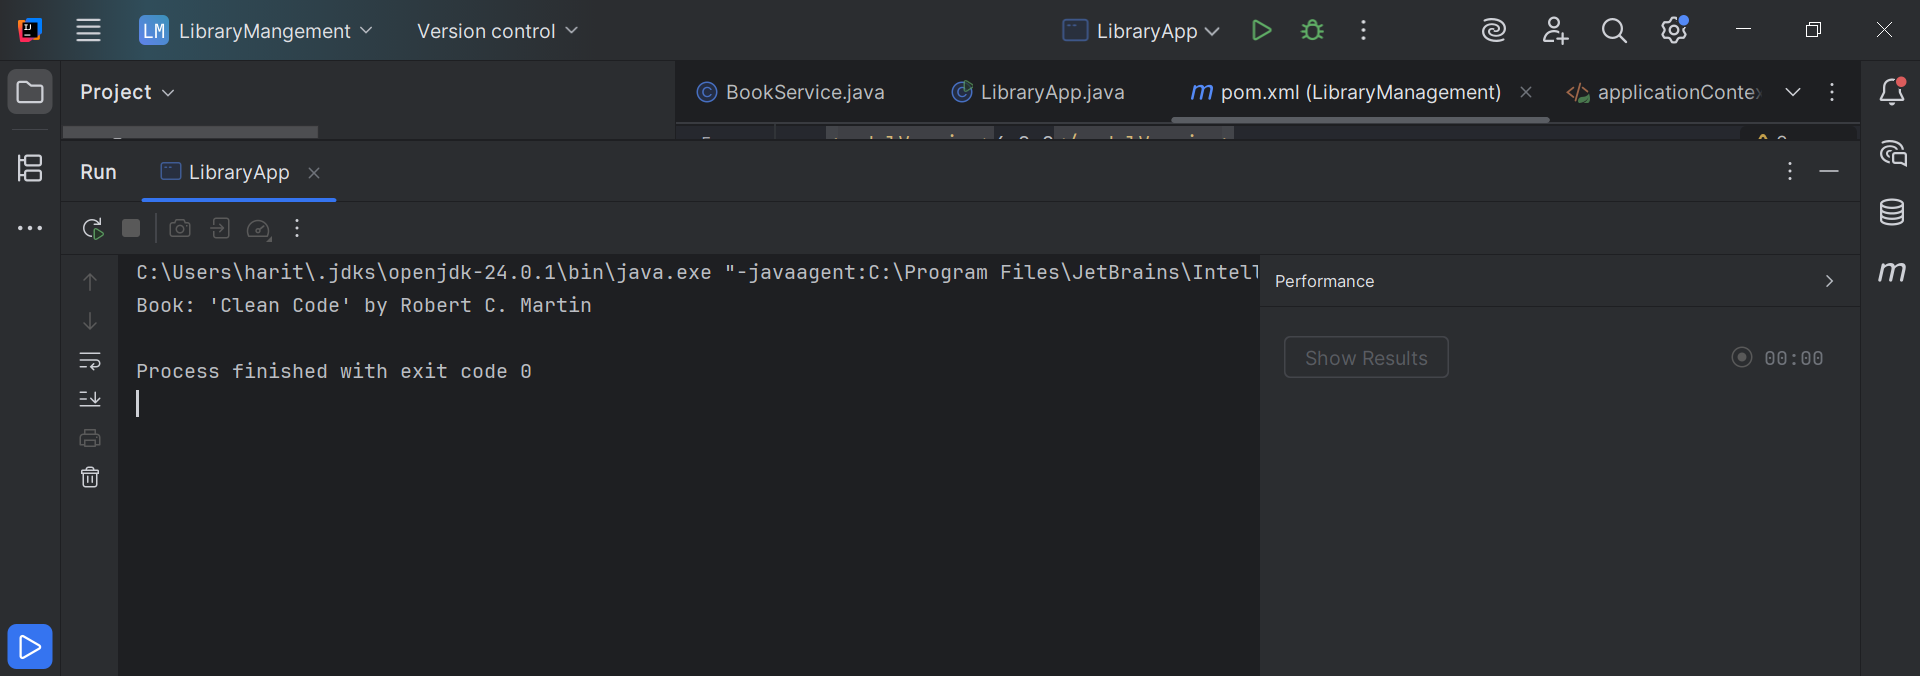 LM LibraryMangement Version control LibraryApp
Project
BookService.java LibraryApp.java m pom.xml (LibraryManagement) applicationConte
Run LibraryApp
C:\Users\harit\.jdks\openjdk-24.0.1\bin\java.exe "-javaagent:C:\Program Files\JetBrains\Intell
Book: 'Clean Code' by Robert C. Martin
Process finished with exit code 0
Performance
Show Results 00:00